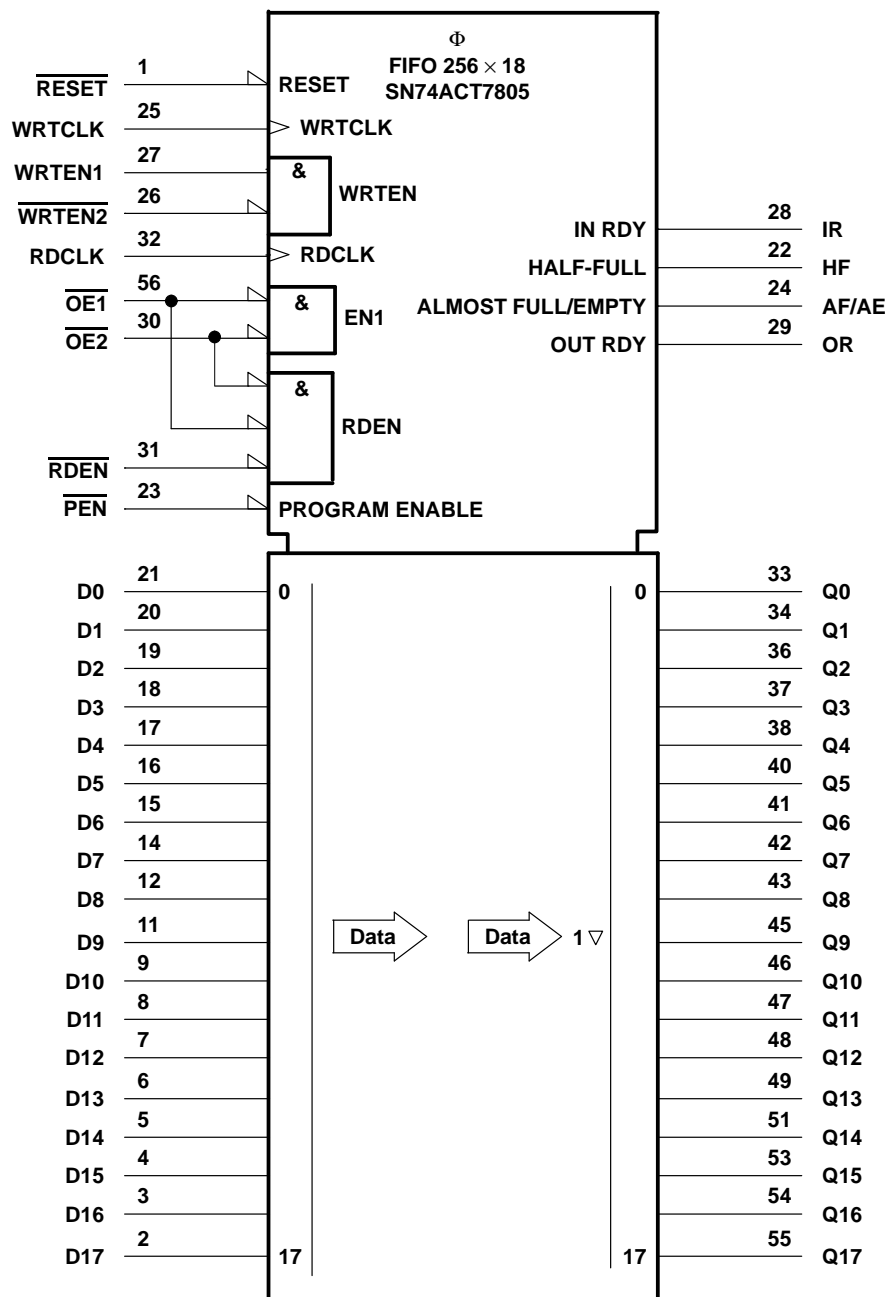 Φ
FIFO 256 × 18
SN74ACT7805
RESET 1 RESET
WRTCLK 25 WRTCLK
WRTEN1 27 &
WRTEN
WRTEN2 26
RDCLK 32 RDCLK
OE1 56 &
EN1
OE2 30
&
RDEN
RDEN 31
PEN 23 PROGRAM ENABLE
IN RDY 28 IR
HALF-FULL 22 HF
ALMOST FULL/EMPTY 24 AF/AE
OUT RDY 29 OR
D0 21 0 0 33 Q0
D1 20 34 Q1
D2 19 36 Q2
D3 18 37 Q3
D4 17 38 Q4
D5 16 40 Q5
D6 15 41 Q6
D7 14 42 Q7
D8 12 43 Q8
D9 11 Data Data 1 ▽ 45 Q9
D10 9 46 Q10
D11 8 47 Q11
D12 7 48 Q12
D13 6 49 Q13
D14 5 51 Q14
D15 4 53 Q15
D16 3 54 Q16
D17 2 17 17 55 Q17